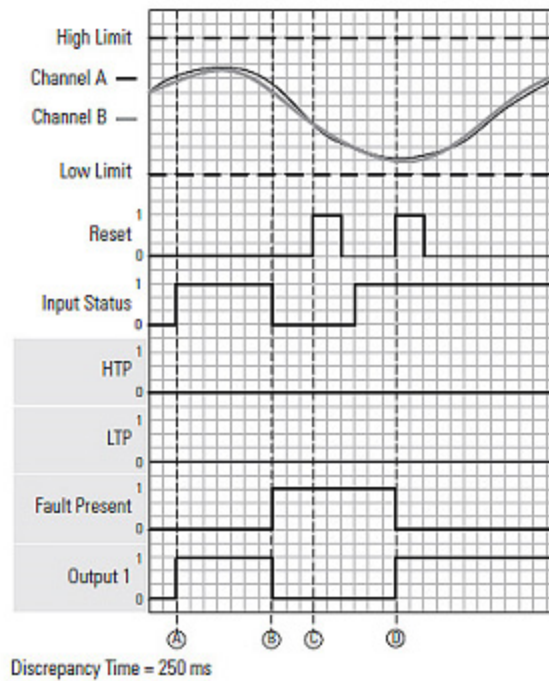 High Limit
Channel A
Channel B
Low Limit
Reset 1
0
Input Status 1
0
HTP 1
0
LTP 1
0
Fault Present 1
0
Output 1 1
0
A B C D
Discrepancy Time = 250 ms